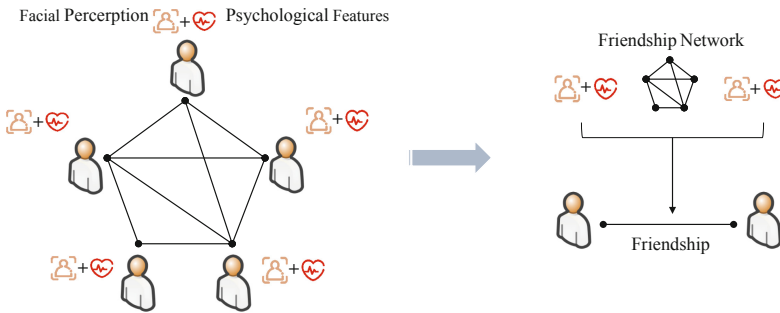 Facial Percerption + Psychological Features
+ +
+ +
Friendship Network
+ +
Friendship